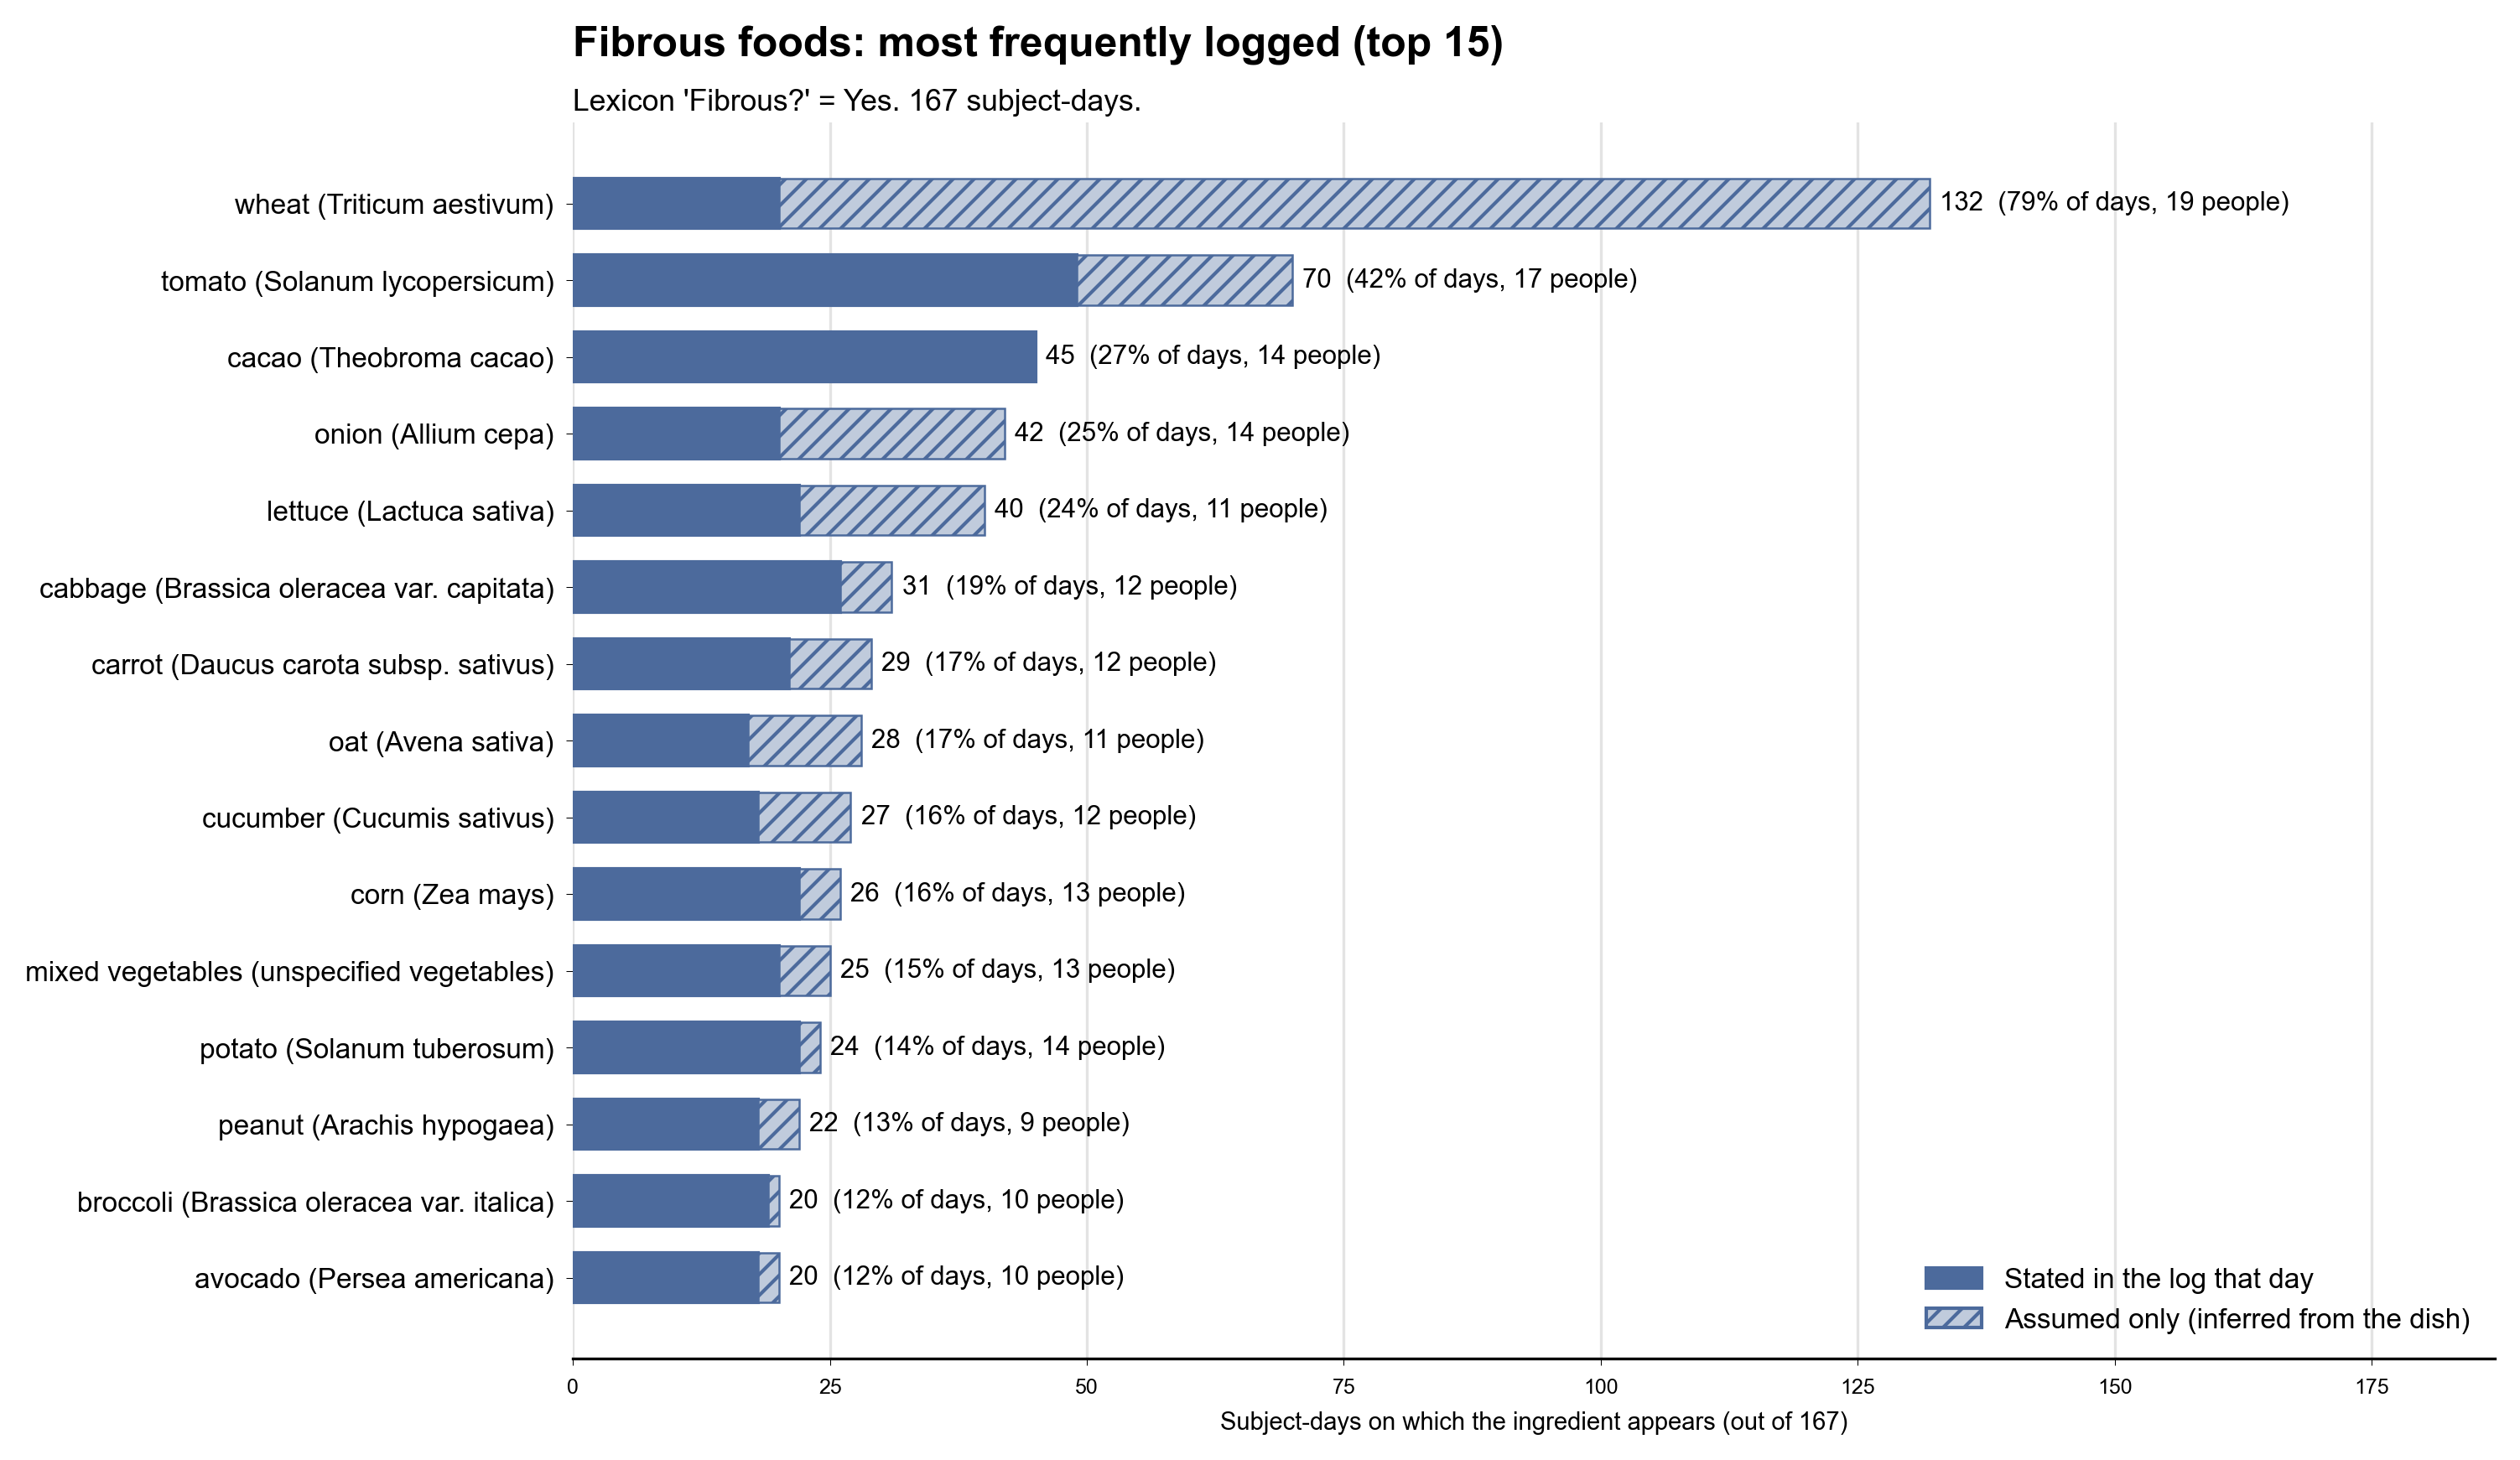 Fibrous foods: most frequently logged (top 15)
Lexicon 'Fibrous?' = Yes. 167 subject-days.
wheat (Triticum aestivum) 132 (79% of days, 19 people)
tomato (Solanum lycopersicum) 70 (42% of days, 17 people)
cacao (Theobroma cacao) 45 (27% of days, 14 people)
onion (Allium cepa) 42 (25% of days, 14 people)
lettuce (Lactuca sativa) 40 (24% of days, 11 people)
cabbage (Brassica oleracea var. capitata) 31 (19% of days, 12 people)
carrot (Daucus carota subsp. sativus) 29 (17% of days, 12 people)
oat (Avena sativa) 28 (17% of days, 11 people)
cucumber (Cucumis sativus) 27 (16% of days, 12 people)
corn (Zea mays) 26 (16% of days, 13 people)
mixed vegetables (unspecified vegetables) 25 (15% of days, 13 people)
potato (Solanum tuberosum) 24 (14% of days, 14 people)
peanut (Arachis hypogaea) 22 (13% of days, 9 people)
broccoli (Brassica oleracea var. italica) 20 (12% of days, 10 people)
avocado (Persea americana) 20 (12% of days, 10 people)
Stated in the log that day
Assumed only (inferred from the dish)
0 25 50 75 100 125 150 175
Subject-days on which the ingredient appears (out of 167)